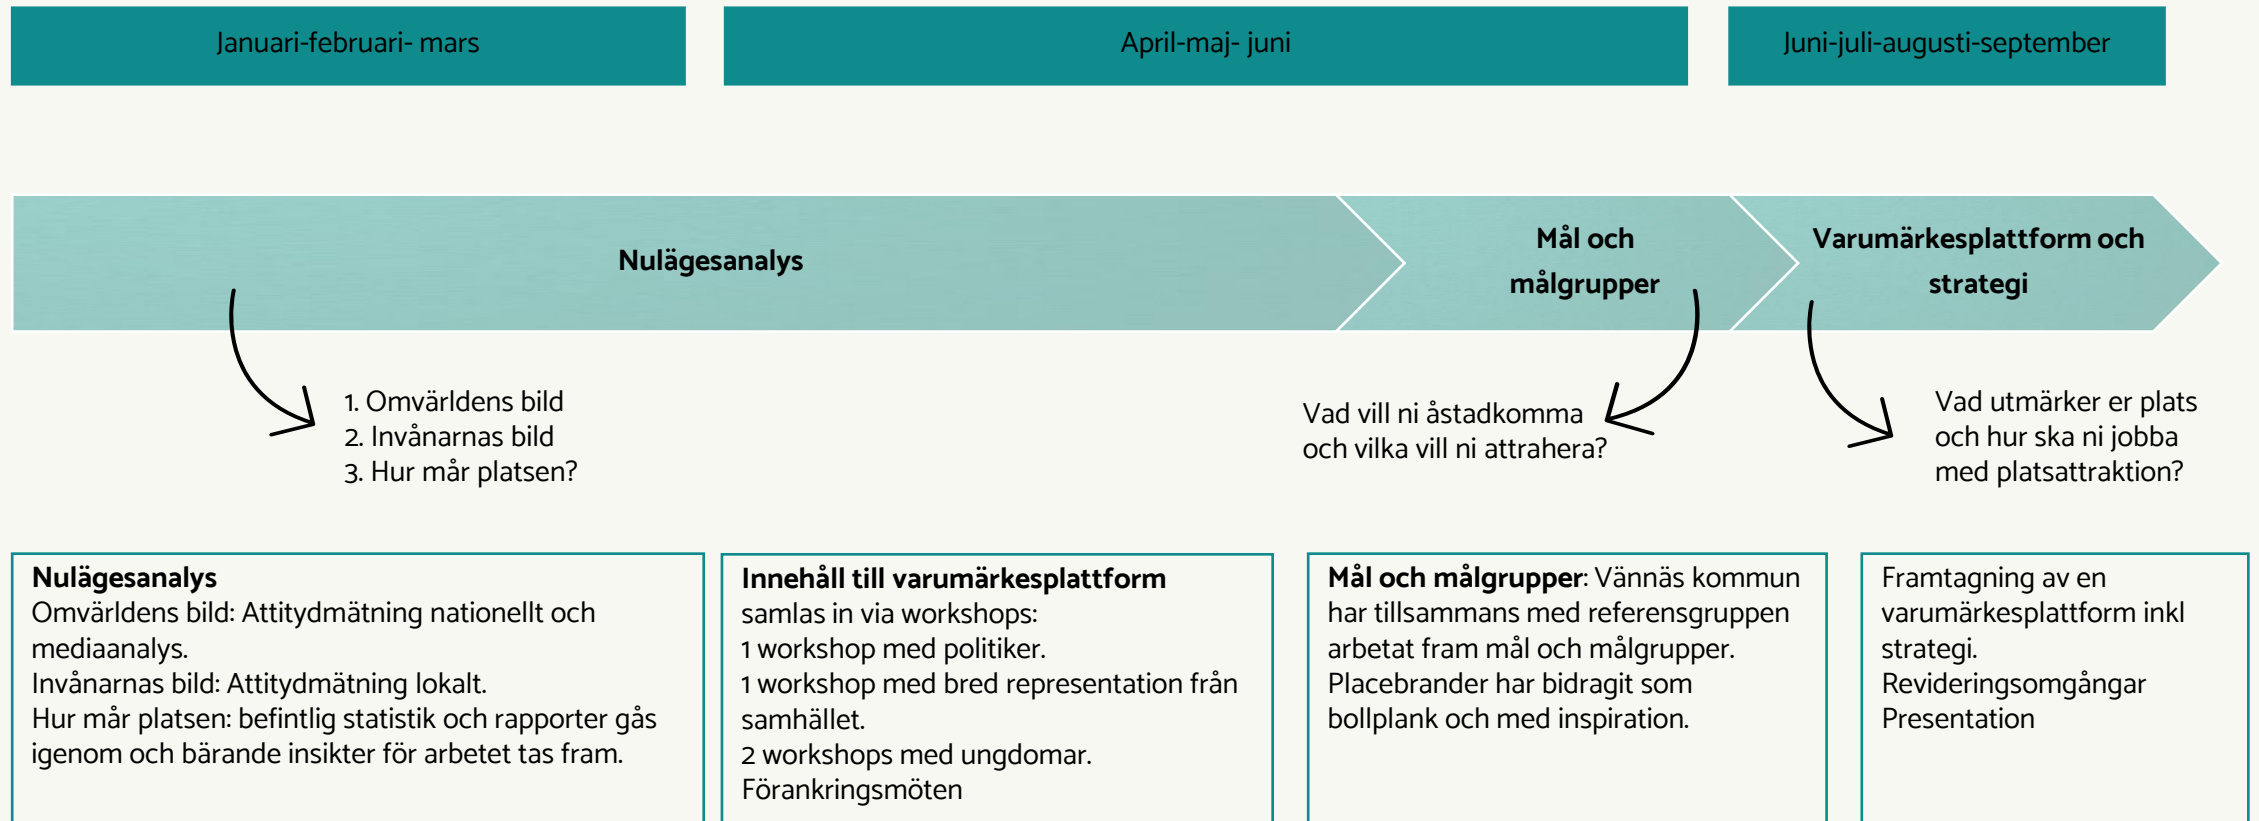 Januari-februari- mars
April-maj- juni
Juni-juli-augusti-september
Nulägesanalys
Mål och
målgrupper
Varumärkesplattform och
strategi
1. Omvärldens bild
2. Invånarnas bild
3. Hur mår platsen?
Vad vill ni åstadkomma
och vilka vill ni attrahera?
Vad utmärker er plats
och hur ska ni jobba
med platsattraktion?
Nulägesanalys
Omvärldens bild: Attitydmätning nationellt och
mediaanalys.
Invånarnas bild: Attitydmätning lokalt.
Hur mår platsen: befintlig statistik och rapporter gås
igenom och bärande insikter för arbetet tas fram.
Innehåll till varumärkesplattform
samlas in via workshops:
1 workshop med politiker.
1 workshop med bred representation från
samhället.
2 workshops med ungdomar.
Förankringsmöten
Mål och målgrupper: Vännäs kommun
har tillsammans med referensgruppen
arbetat fram mål och målgrupper.
Placebrander har bidragit som
bollplank och med inspiration.
Framtagning av en
varumärkesplattform inkl
strategi.
Revideringsomgångar
Presentation